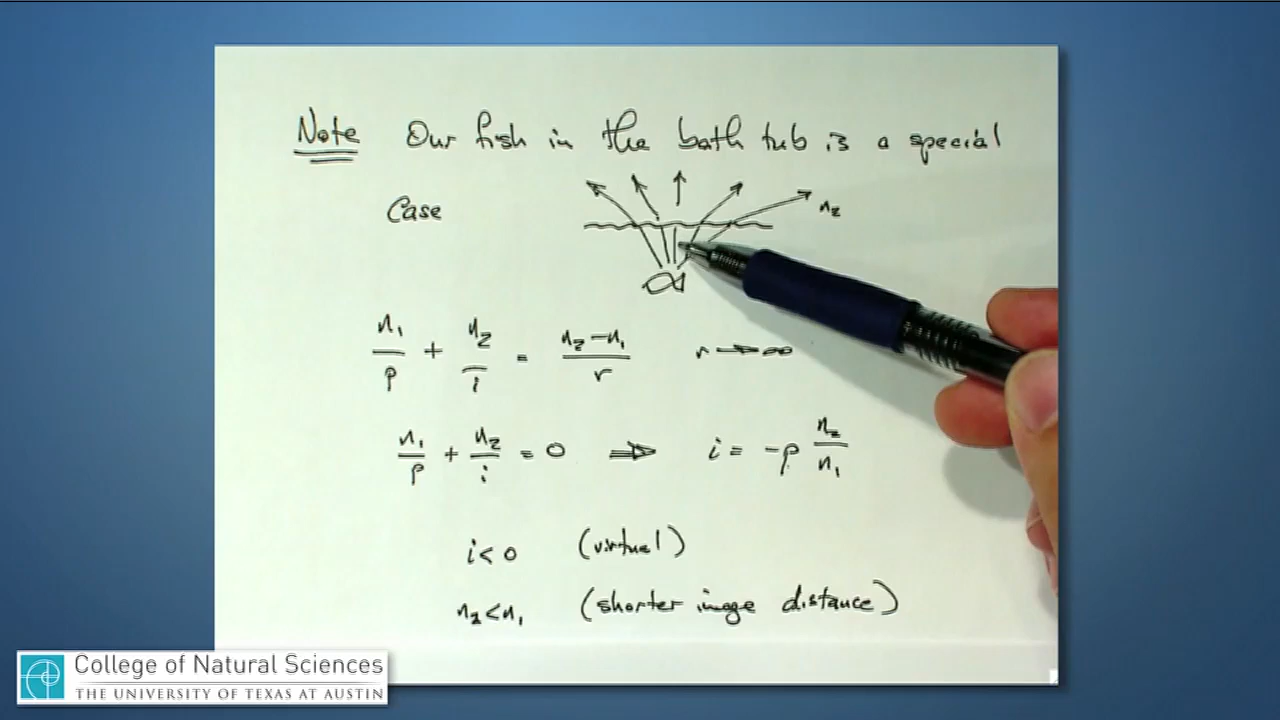 Note Our fish in the bath tub is a special
Case
n₂
n₁/p + n₂/i = (n₂-n₁)/r r → ∞
n₁/p + n₂/i = 0 ⇒ i = -p n₂/n₁
i < 0 (virtual)
n₂ < n₁ (shorter image distance)
College of Natural Sciences
THE UNIVERSITY OF TEXAS AT AUSTIN